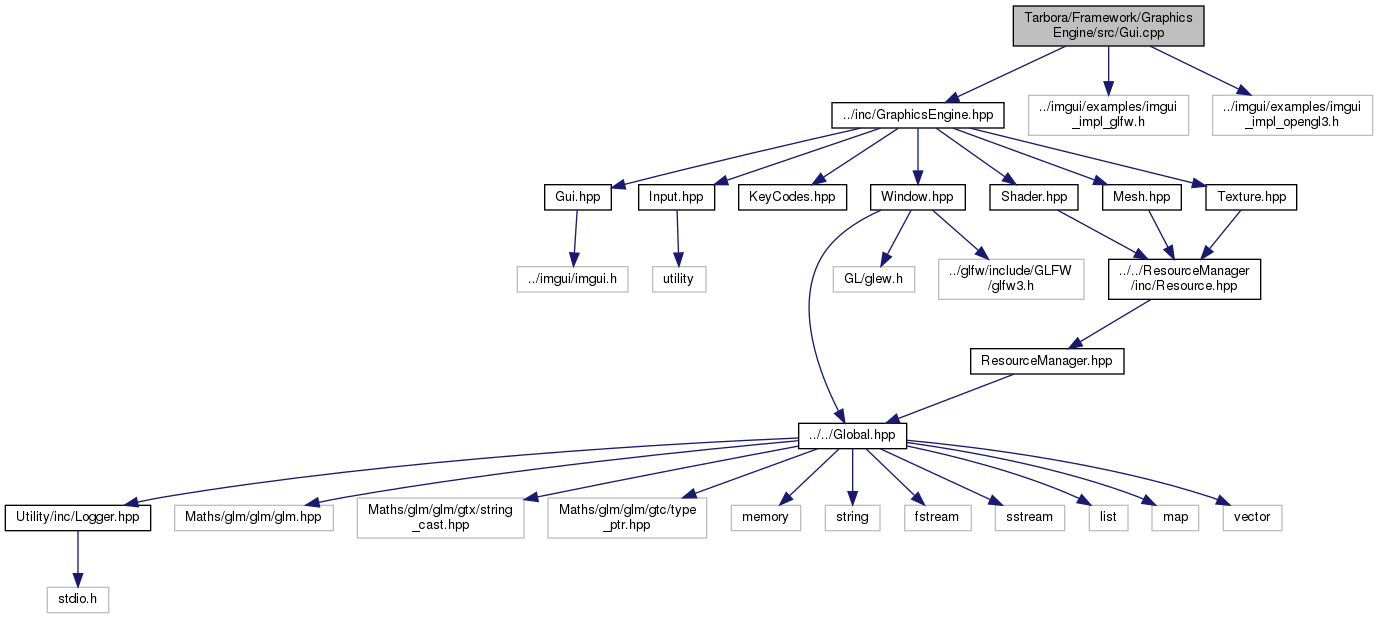 Tarbora/Framework/Graphics
Engine/src/Gui.cpp
../inc/GraphicsEngine.hpp
../imgui/examples/imgui
_impl_glfw.h
../imgui/examples/imgui
_impl_opengl3.h
Gui.hpp
Input.hpp
KeyCodes.hpp
Window.hpp
Shader.hpp
Mesh.hpp
Texture.hpp
../imgui/imgui.h
utility
GL/glew.h
../glfw/include/GLFW
/glfw3.h
../../ResourceManager
/inc/Resource.hpp
ResourceManager.hpp
../../Global.hpp
Utility/inc/Logger.hpp
Maths/glm/glm/glm.hpp
Maths/glm/glm/gtx/string
_cast.hpp
Maths/glm/glm/gtc/type
_ptr.hpp
memory
string
fstream
sstream
list
map
vector
stdio.h